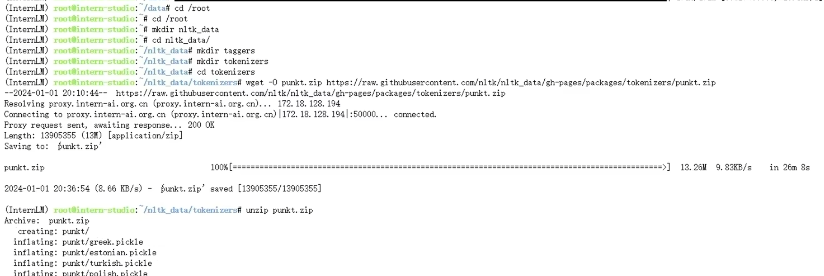 (InternLM) root@intern-studio:~/data# cd /root
(InternLM) root@intern-studio:~# cd /root
(InternLM) root@intern-studio:~# mkdir nltk_data
(InternLM) root@intern-studio:~# cd nltk_data/
(InternLM) root@intern-studio:~/nltk_data# mkdir taggers
(InternLM) root@intern-studio:~/nltk_data# mkdir tokenizers
(InternLM) root@intern-studio:~/nltk_data# cd tokenizers
(InternLM) root@intern-studio:~/nltk_data/tokenizers# wget -O punkt.zip https://raw.githubusercontent.com/nltk/nltk_data/gh-pages/packages/tokenizers/punkt.zip
--2024-01-01 20:10:44--  https://raw.githubusercontent.com/nltk/nltk_data/gh-pages/packages/tokenizers/punkt.zip
Resolving proxy.intern-ai.org.cn (proxy.intern-ai.org.cn)... 172.18.128.194
Connecting to proxy.intern-ai.org.cn (proxy.intern-ai.org.cn)|172.18.128.194|:50000... connected.
Proxy request sent, awaiting response... 200 OK
Length: 13905355 (13M) [application/zip]
Saving to: ‘punkt.zip’
punkt.zip 100%[=====================================================================================>] 13.26M 9.83KB/s in 26m 8s
2024-01-01 20:36:54 (8.66 KB/s) - ‘punkt.zip’ saved [13905355/13905355]
(InternLM) root@intern-studio:~/nltk_data/tokenizers# unzip punkt.zip
Archive:  punkt.zip
creating: punkt/
inflating: punkt/greek.pickle
inflating: punkt/estonian.pickle
inflating: punkt/turkish.pickle
inflating: punkt/polish.pickle